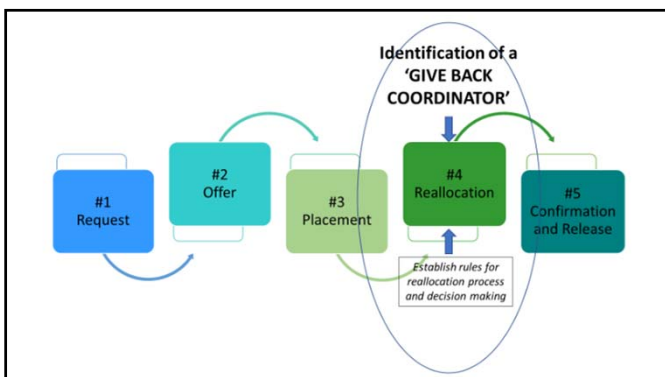 Identification of a
‘GIVE BACK
COORDINATOR’
#1
Request
#2
Offer
#3
Placement
#4
Reallocation
#5
Confirmation
and Release
Establish rules for
reallocation process
and decision making